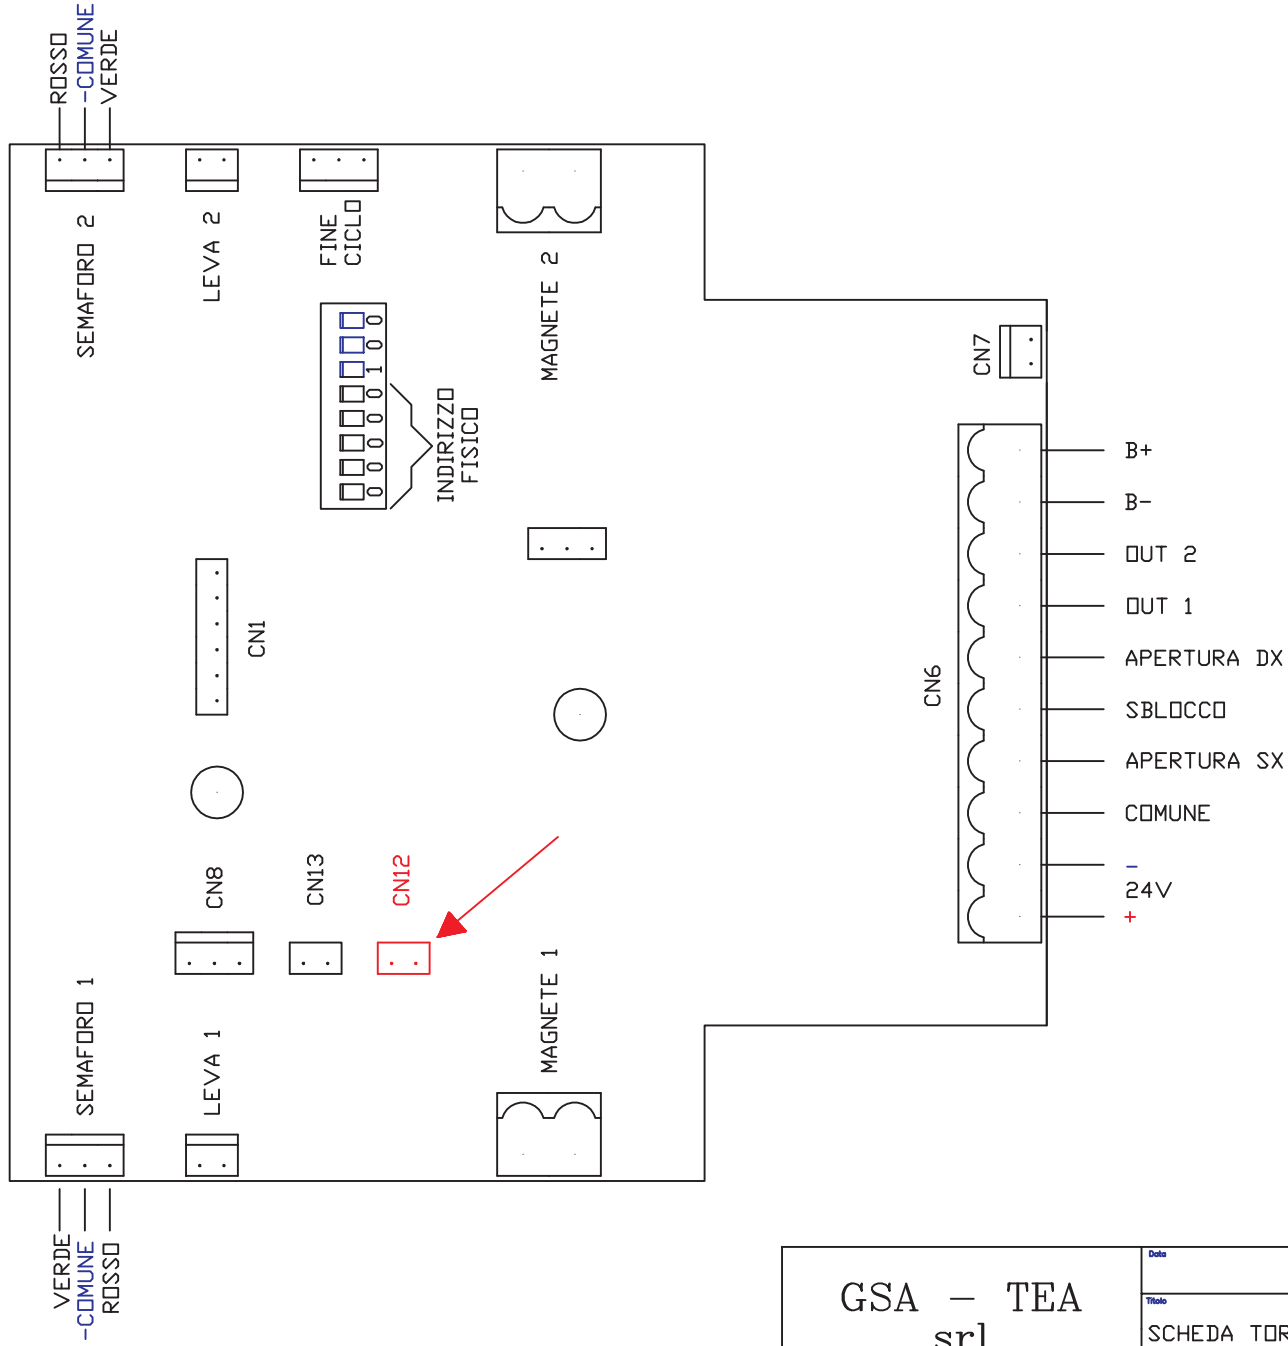 ROSSO
-COMUNE
VERDE
SEMAFORO 2
LEVA 2
FINE
CICLO
MAGNETE 2
0
0
1
0
0
0
0
0
INDIRIZZO
FISICO
CN7
B+
B-
OUT 2
OUT 1
APERTURA DX
SBLOCCO
APERTURA SX
COMUNE
-
24V
+
CN6
CN1
CN8
CN13
CN12
SEMAFORO 1
LEVA 1
MAGNETE 1
VERDE
-COMUNE
ROSSO
GSA - TEA
srl
Data
Titolo
SCHEDA TOR